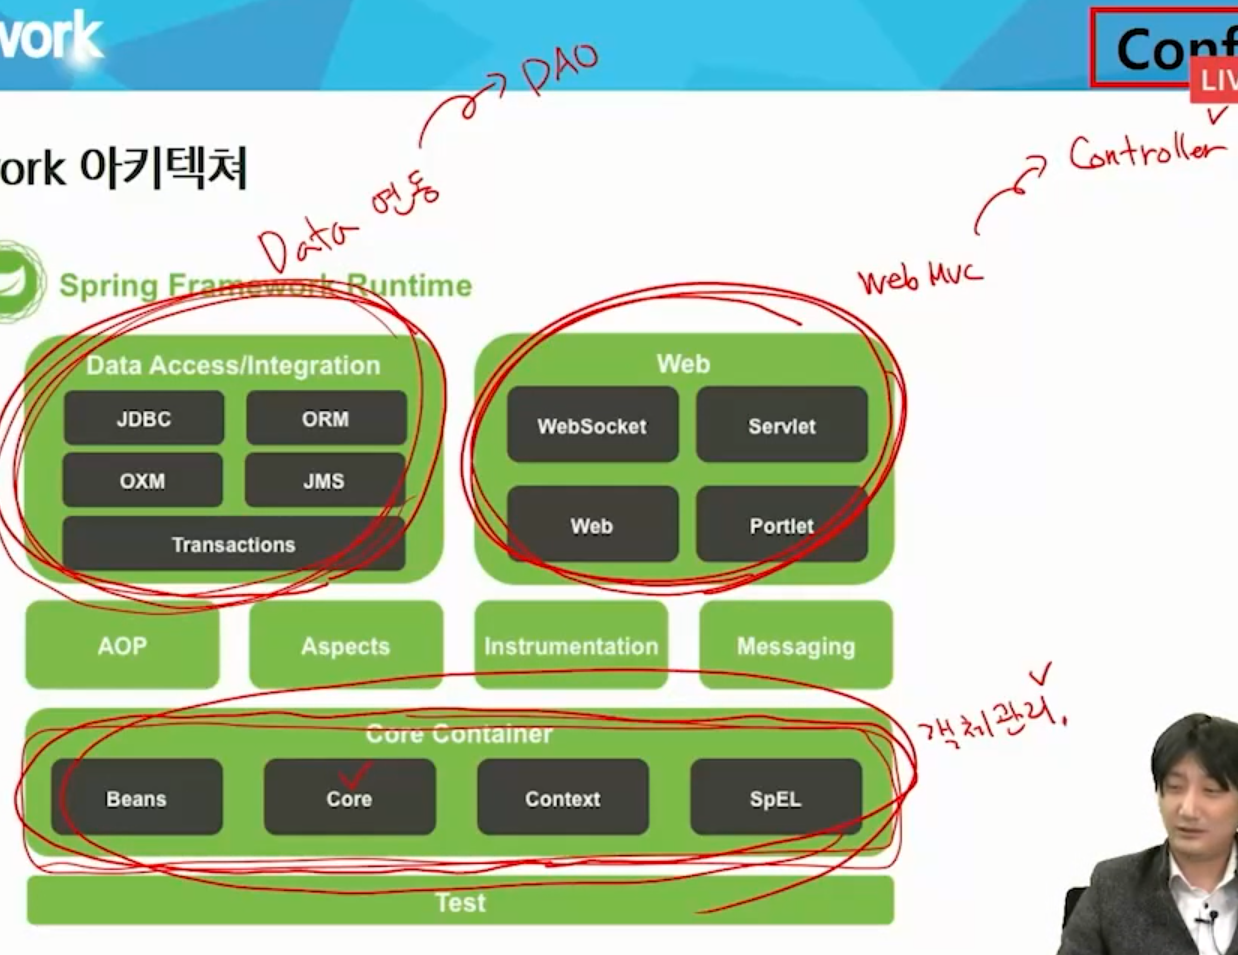 work
Conf
LIV
DAO
Controller
ork 아키텍쳐
Data 연동
Web MVC
Spring Framework Runtime
Data Access/Integration
Web
JDBC
ORM
WebSocket
Servlet
OXM
JMS
Web
Portlet
Transactions
AOP
Aspects
Instrumentation
Messaging
객체관리.
Core Container
Beans
Core
Context
SpEL
Test